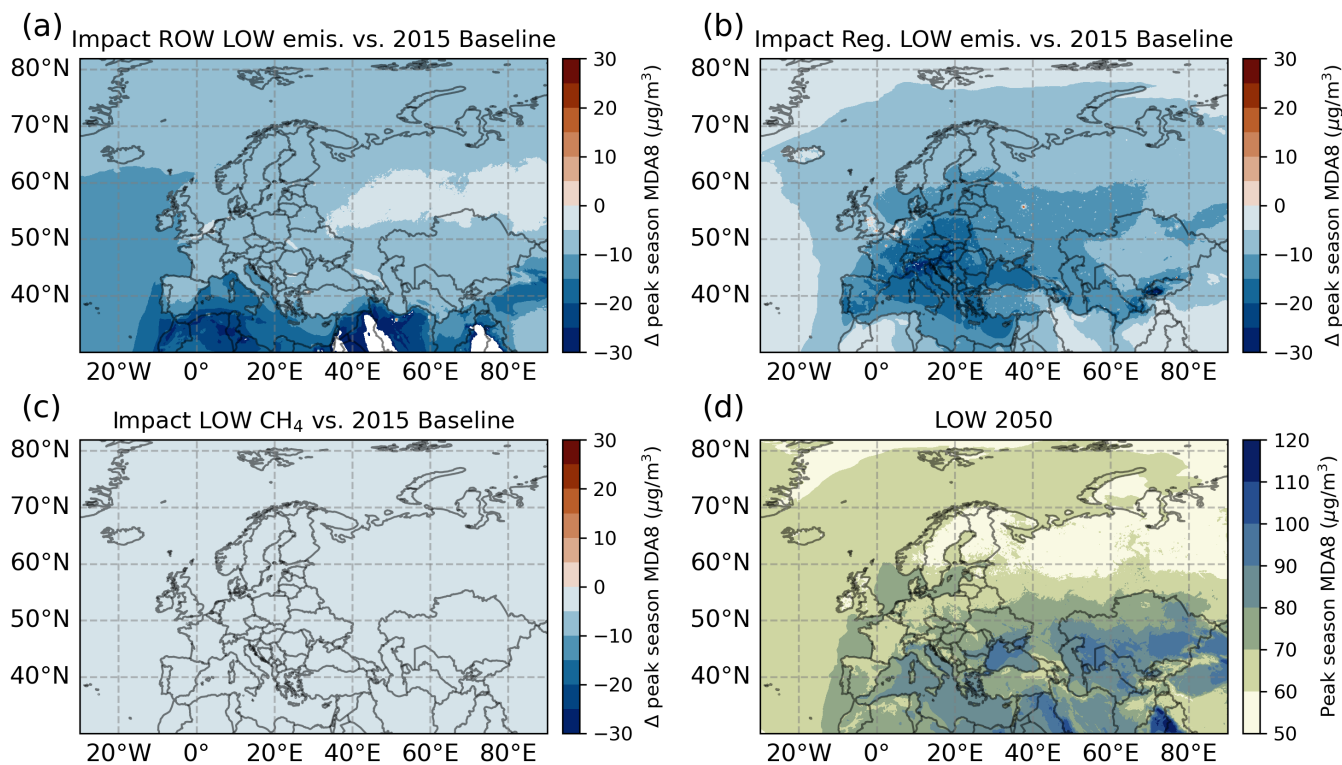 (a) Impact ROW LOW emis. vs. 2015 Baseline
80°N
70°N
60°N
50°N
40°N
20°W 0° 20°E 40°E 60°E 80°E
30
20
10
0
−10
−20
−30
Δ peak season MDA8 (μg/m³)
(b) Impact Reg. LOW emis. vs. 2015 Baseline
80°N
70°N
60°N
50°N
40°N
20°W 0° 20°E 40°E 60°E 80°E
30
20
10
0
−10
−20
−30
Δ peak season MDA8 (μg/m³)
(c) Impact LOW CH₄ vs. 2015 Baseline
80°N
70°N
60°N
50°N
40°N
20°W 0° 20°E 40°E 60°E 80°E
30
20
10
0
−10
−20
−30
Δ peak season MDA8 (μg/m³)
(d) LOW 2050
80°N
70°N
60°N
50°N
40°N
20°W 0° 20°E 40°E 60°E 80°E
120
110
100
90
80
70
60
50
Peak season MDA8 (μg/m³)